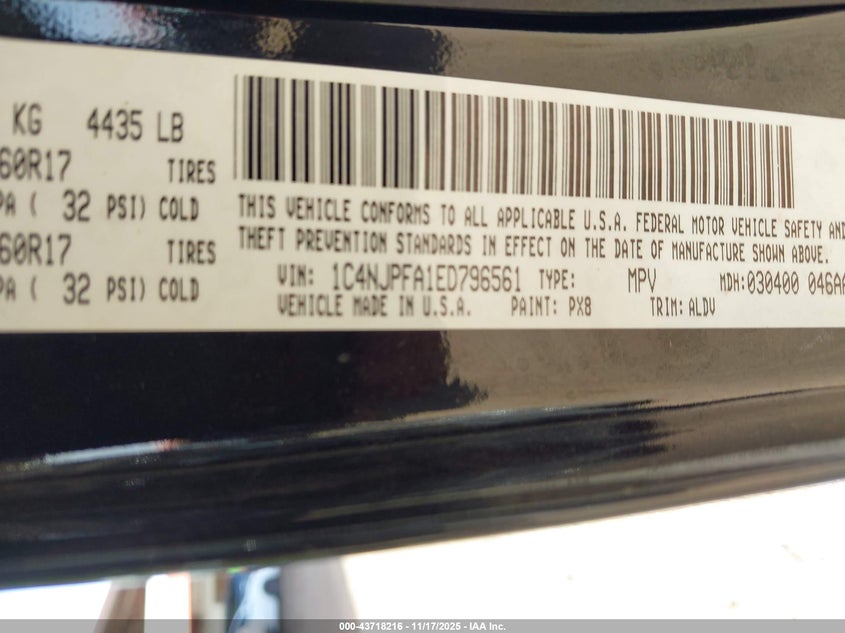 KG 4435 LB
60R17 TIRES
PA ( 32 PSI) COLD
60R17 TIRES
PA ( 32 PSI) COLD
THIS VEHICLE CONFORMS TO ALL APPLICABLE U.S.A. FEDERAL MOTOR VEHICLE SAFETY AND
THEFT PREVENTION STANDARDS IN EFFECT ON THE DATE OF MANUFACTURE SHOWN ABOVE.
VIN: 1C4NJPFA1ED796561 TYPE: MPV MDH:030400 046AA
VEHICLE MADE IN U.S.A. PAINT: PX8 TRIM: ALDV
000-43718216 - 11/17/2025 - IAA Inc.